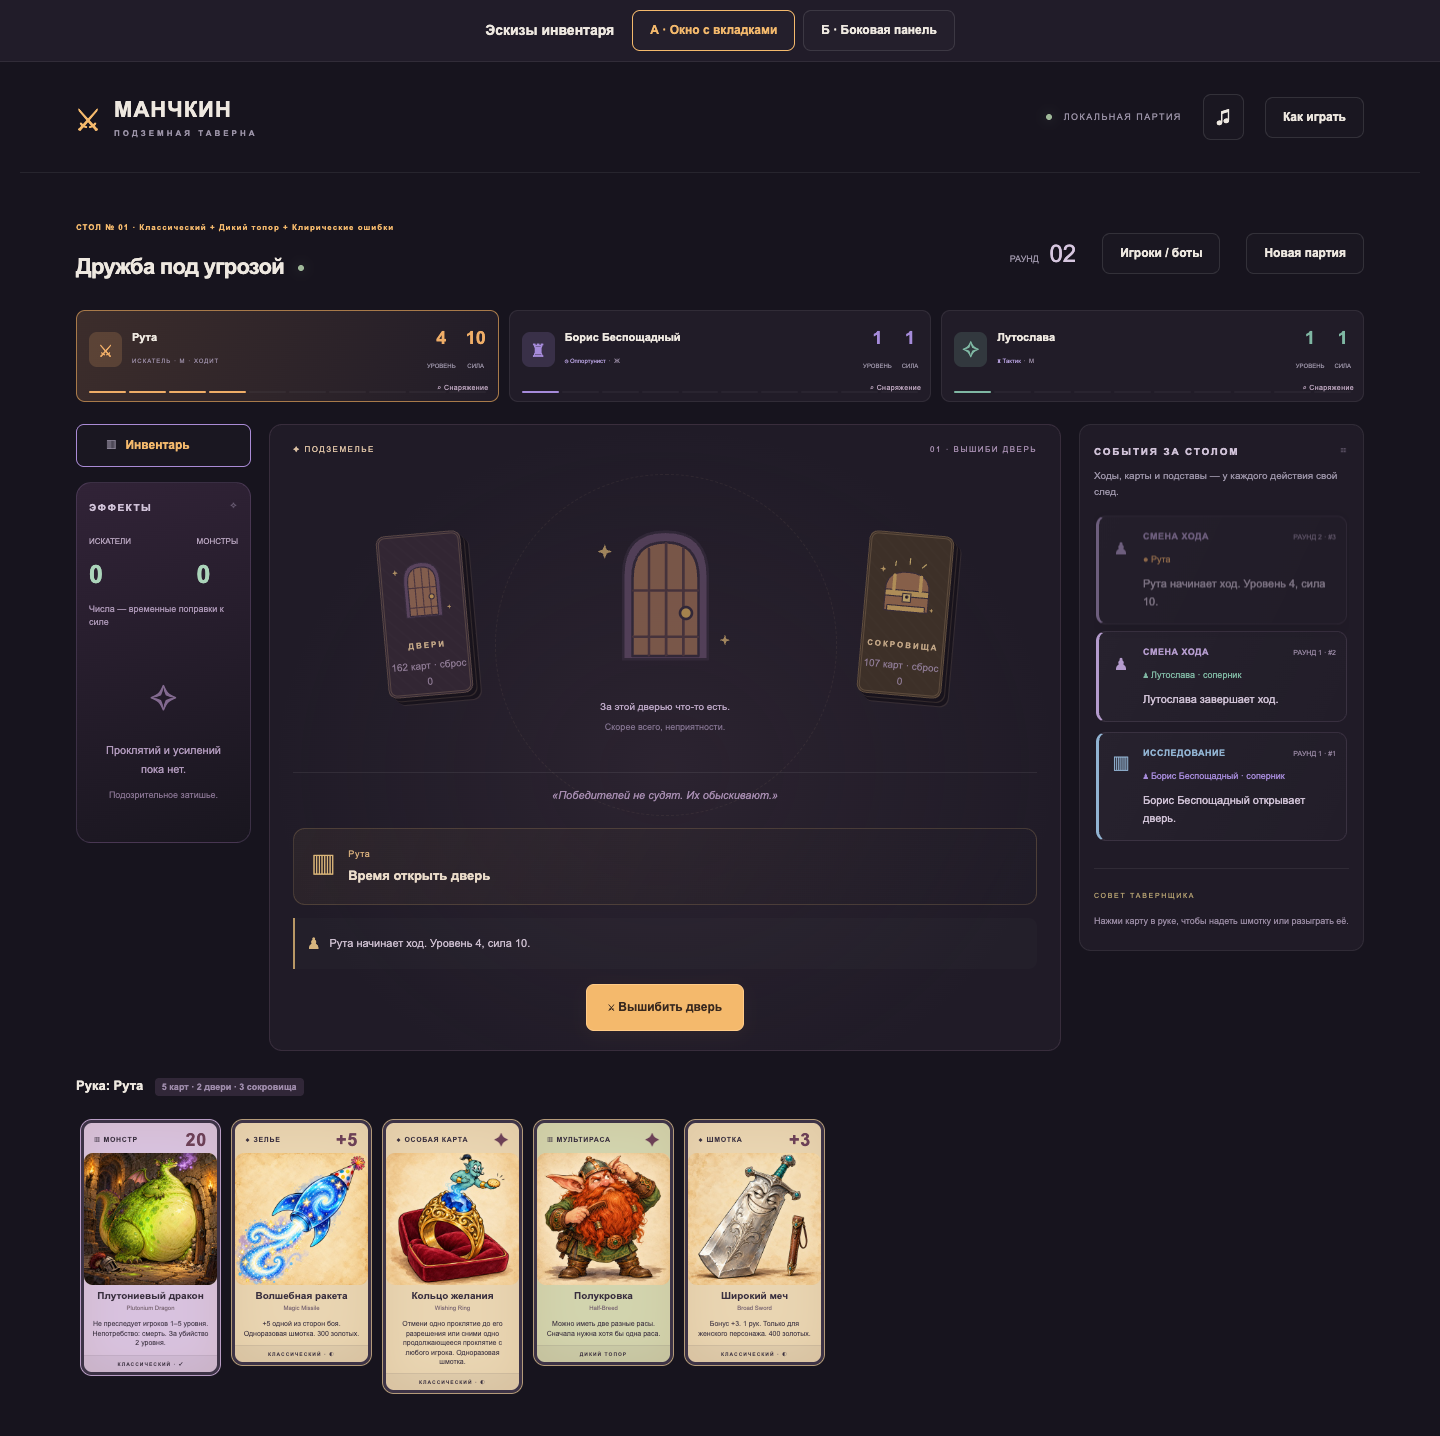 Эскизы инвентаря
А · Окно с вкладками
Б · Боковая панель
МАНЧКИН
ПОДЗЕМНАЯ ТАВЕРНА
ЛОКАЛЬНАЯ ПАРТИЯ
Как играть
СТОЛ № 01 · Классический + Дикий топор + Клирические ошибки
Дружба под угрозой
РАУНД 02
Игроки / боты
Новая партия
Рута
ИСКАТЕЛЬ · М · ХОДИТ
4 10
УРОВЕНЬ СИЛА
Снаряжение
Борис Беспощадный
Оппортунист · Ж
1 1
УРОВЕНЬ СИЛА
Снаряжение
Лутослава
Тактик · М
1 1
УРОВЕНЬ СИЛА
Снаряжение
Инвентарь
ЭФФЕКТЫ
ИСКАТЕЛИ МОНСТРЫ
0 0
Числа — временные поправки к
силе
Проклятий и усилений
пока нет.
Подозрительное затишье.
ПОДЗЕМЕЛЬЕ
01 · ВЫШИБИ ДВЕРЬ
ДВЕРИ
162 карт · сброс
0
СОКРОВИЩА
107 карт · сброс
0
За этой дверью что-то есть.
Скорее всего, неприятности.
«Победителей не судят. Их обыскивают.»
Рута
Время открыть дверь
Рута начинает ход. Уровень 4, сила 10.
Вышибить дверь
СОБЫТИЯ ЗА СТОЛОМ
Ходы, карты и подставы — у каждого действия свой
след.
СМЕНА ХОДА РАУНД 2 · #3
Рута
Рута начинает ход. Уровень 4, сила
10.
СМЕНА ХОДА РАУНД 1 · #2
Лутослава · соперник
Лутослава завершает ход.
ИССЛЕДОВАНИЕ РАУНД 1 · #1
Борис Беспощадный · соперник
Борис Беспощадный открывает
дверь.
СОВЕТ ТАВЕРНЩИКА
Нажми карту в руке, чтобы надеть шмотку или разыграть её.
Рука: Рута
5 карт · 2 двери · 3 сокровища
МОНСТР 20
Плутониевый дракон
Plutonium Dragon
Не преследует игроков 1–5 уровня.
Непотребство: смерть. За убийство
2 уровня.
КЛАССИЧЕСКИЙ ·
ЗЕЛЬЕ +5
Волшебная ракета
Magic Missile
+5 одной из сторон боя.
Одноразовая шмотка. 300 золотых.
КЛАССИЧЕСКИЙ ·
ОСОБАЯ КАРТА
Кольцо желания
Wishing Ring
Отмени одно проклятие до его
разрешения или сними одно
продолжающееся проклятие с
любого игрока. Одноразовая
шмотка.
КЛАССИЧЕСКИЙ ·
МУЛЬТИРАСА
Полукровка
Half-Breed
Можно иметь две разные расы.
Сначала нужна хотя бы одна раса.
ДИКИЙ ТОПОР
ШМОТКА +3
Широкий меч
Broad Sword
Бонус +3. 1 рук. Только для
женского персонажа. 400 золотых.
КЛАССИЧЕСКИЙ ·